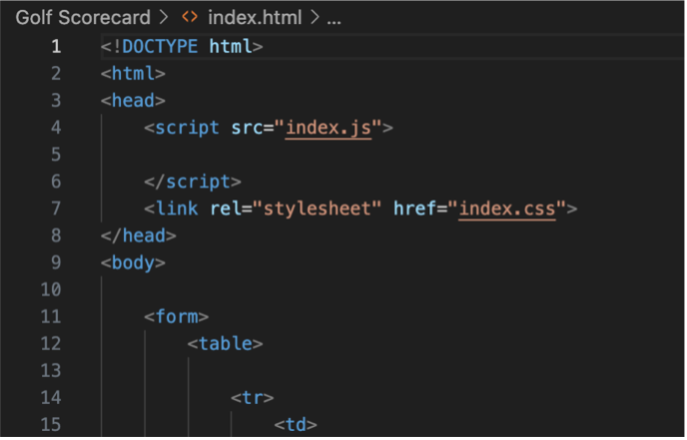 Golf Scorecard > <> index.html > ...
1 <!DOCTYPE html>
2 <html>
3 <head>
4     <script src="index.js">
5
6     </script>
7     <link rel="stylesheet" href="index.css">
8 </head>
9 <body>
10
11     <form>
12         <table>
13
14             <tr>
15                 <td>